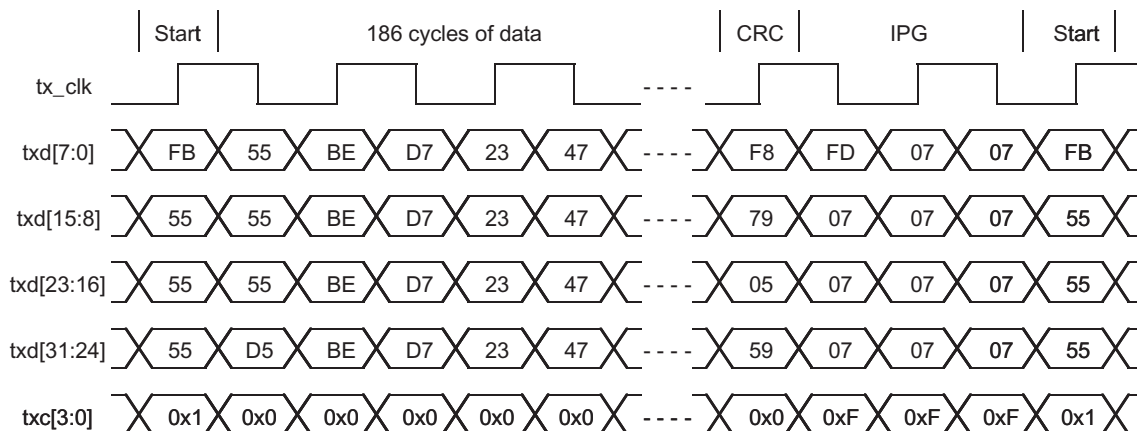 Start 186 cycles of data CRC IPG Start
tx_clk - - - -
txd[7:0] FB 55 BE D7 23 47 - - - - F8 FD 07 07 FB
txd[15:8] 55 55 BE D7 23 47 - - - - 79 07 07 07 55
txd[23:16] 55 55 BE D7 23 47 - - - - 05 07 07 07 55
txd[31:24] 55 D5 BE D7 23 47 - - - - 59 07 07 07 55
txc[3:0] 0x1 0x0 0x0 0x0 0x0 0x0 - - - - 0x0 0xF 0xF 0xF 0x1